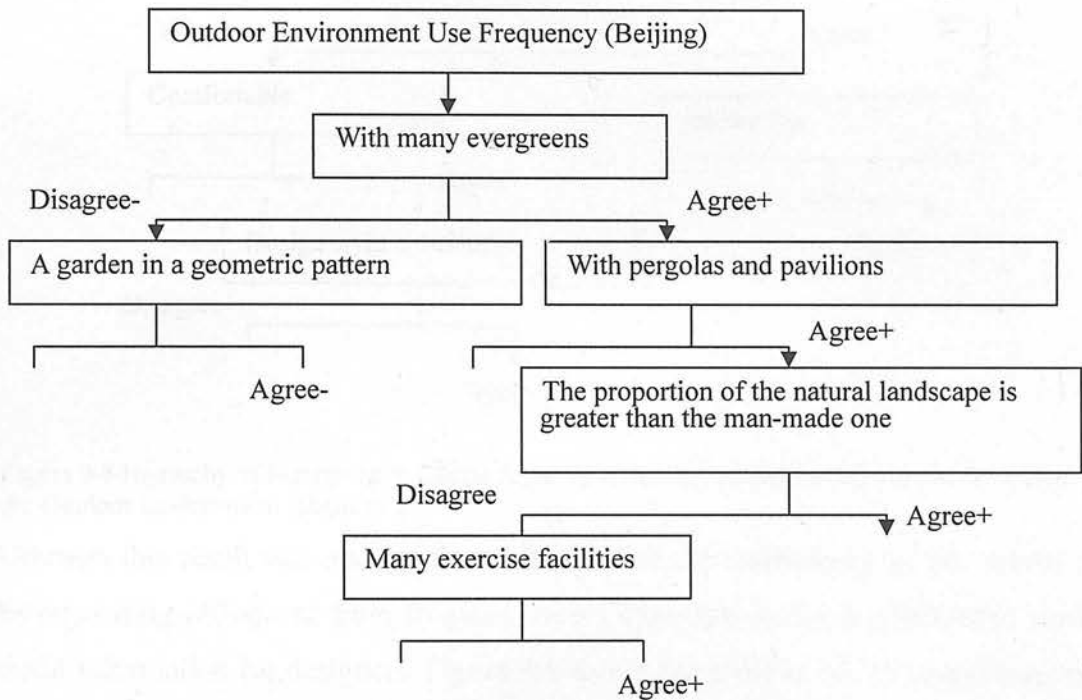 Outdoor Environment Use Frequency (Beijing)
With many evergreens
Disagree-
Agree+
A garden in a geometric pattern
With pergolas and pavilions
Agree+
Agree-
The proportion of the natural landscape is
greater than the man-made one
Disagree
Agree+
Many exercise facilities
Agree+